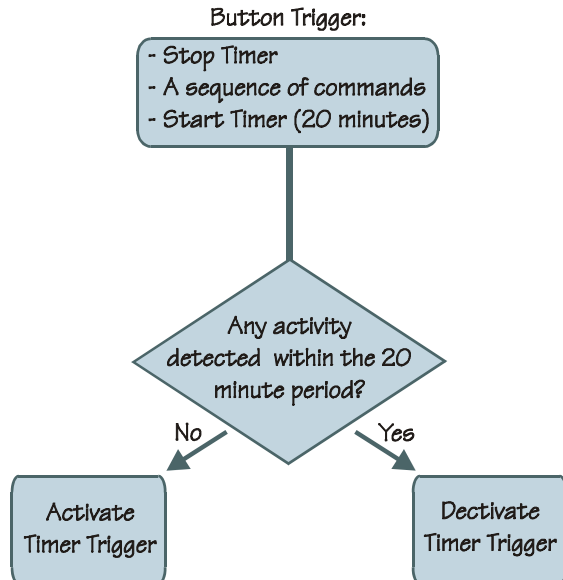 Button Trigger:
- Stop Timer
- A sequence of commands
- Start Timer (20 minutes)
Any activity
detected within the 20
minute period?
No
Yes
Activate
Timer Trigger
Dectivate
Timer Trigger